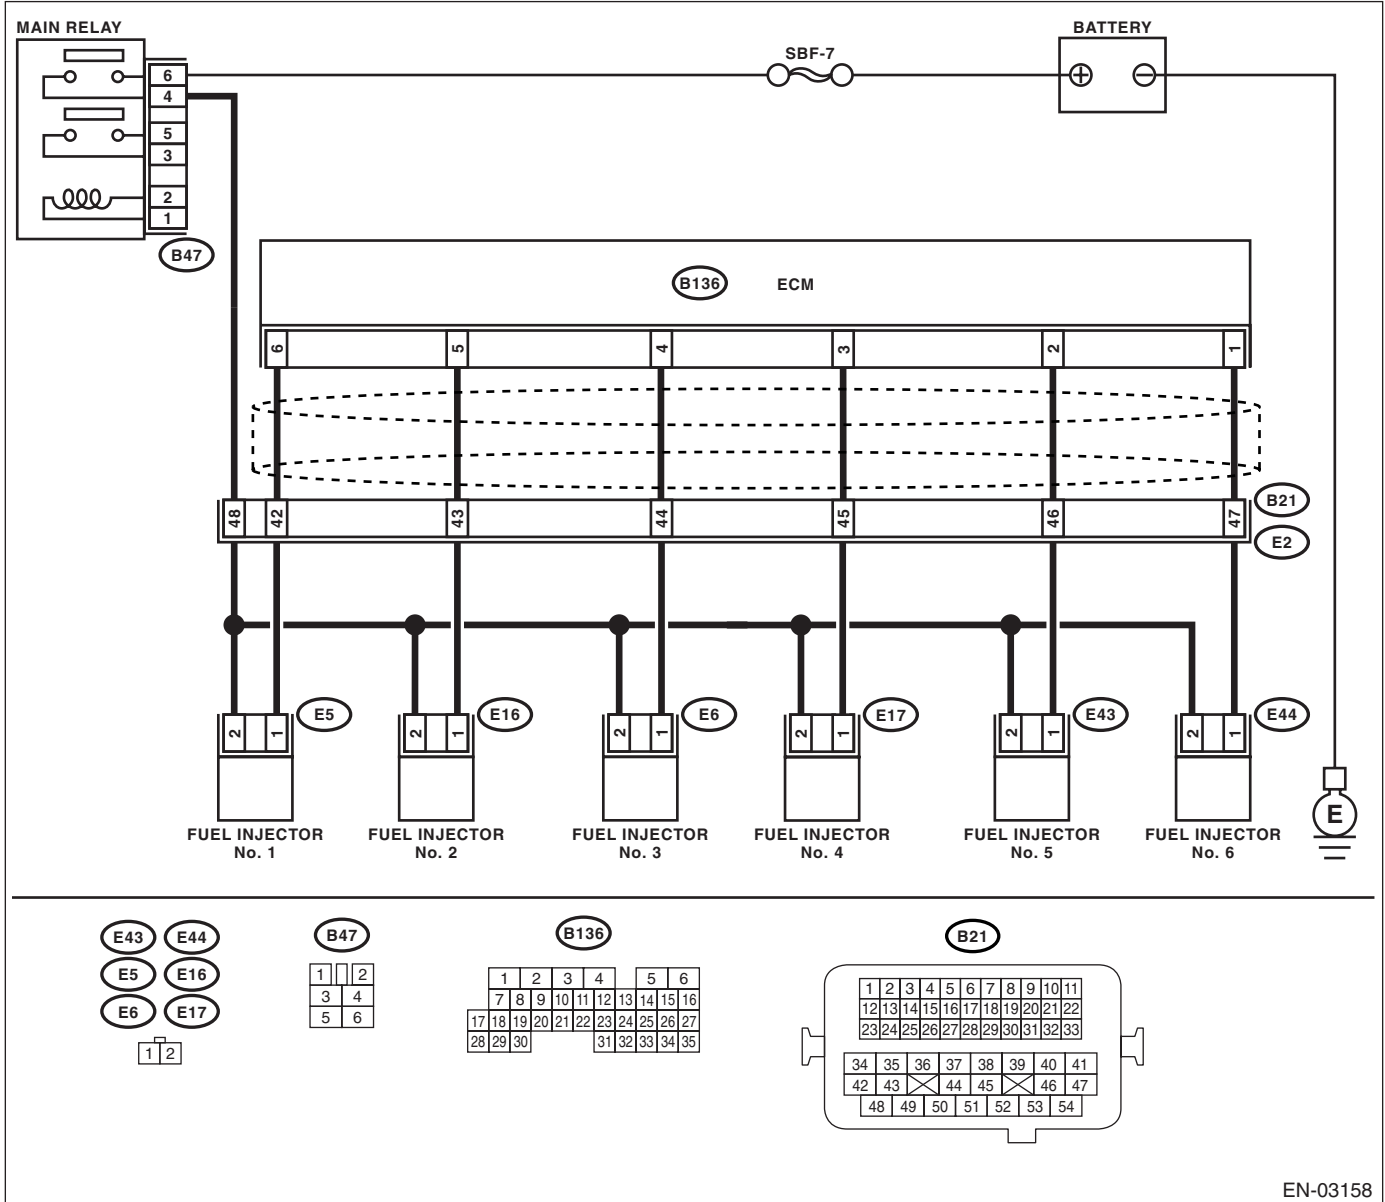 MAIN RELAY
BATTERY
SBF-7
6
4
5
3
2
1
B47
B136 ECM
6 5 4 3 2 1
48 42 43 44 45 46 47
B21
E2
2 1 E5
2 1 E16
2 1 E6
2 1 E17
2 1 E43
2 1 E44
E
FUEL INJECTOR
No. 1
FUEL INJECTOR
No. 2
FUEL INJECTOR
No. 3
FUEL INJECTOR
No. 4
FUEL INJECTOR
No. 5
FUEL INJECTOR
No. 6
E43 E44
E5 E16
E6 E17
1 2
B47
1 2
3 4
5 6
B136
1 2 3 4 5 6
7 8 9 10 11 12 13 14 15 16
17 18 19 20 21 22 23 24 25 26 27
28 29 30 31 32 33 34 35
B21
1 2 3 4 5 6 7 8 9 10 11
12 13 14 15 16 17 18 19 20 21 22
23 24 25 26 27 28 29 30 31 32 33
34 35 36 37 38 39 40 41
42 43 44 45 46 47
48 49 50 51 52 53 54
EN-03158